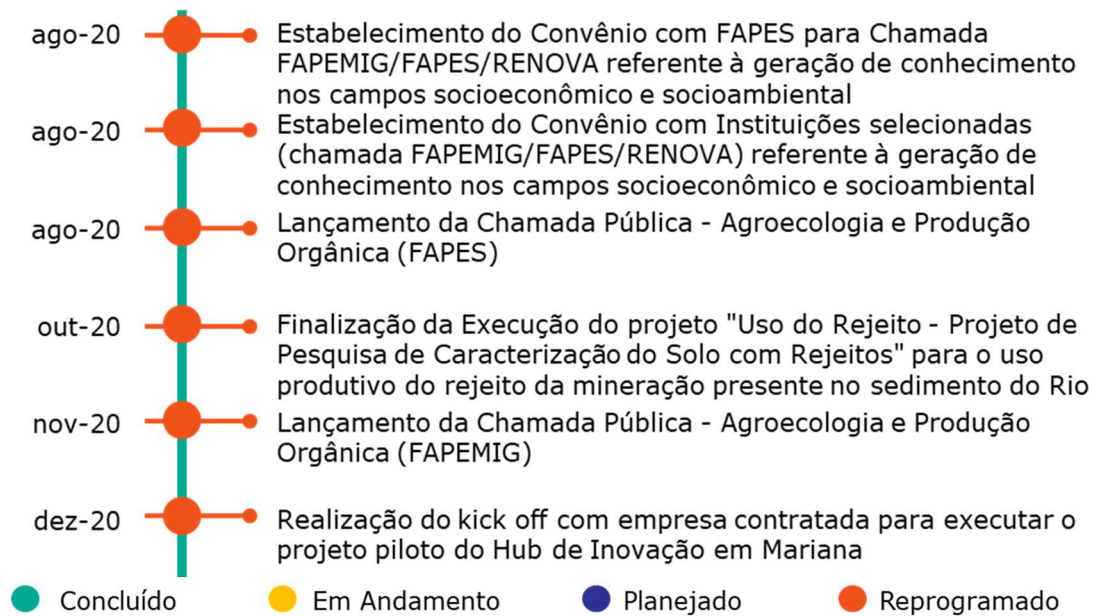 ago-20
Estabelecimento do Convênio com FAPES para Chamada
FAPEMIG/FAPES/RENOVA referente à geração de conhecimento
nos campos socioeconômico e socioambiental
ago-20
Estabelecimento do Convênio com Instituições selecionadas
(chamada FAPEMIG/FAPES/RENOVA) referente à geração de
conhecimento nos campos socioeconômico e socioambiental
ago-20
Lançamento da Chamada Pública - Agroecologia e Produção
Orgânica (FAPES)
out-20
Finalização da Execução do projeto "Uso do Rejeito - Projeto de
Pesquisa de Caracterização do Solo com Rejeitos" para o uso
produtivo do rejeito da mineração presente no sedimento do Rio
nov-20
Lançamento da Chamada Pública - Agroecologia e Produção
Orgânica (FAPEMIG)
dez-20
Realização do kick off com empresa contratada para executar o
projeto piloto do Hub de Inovação em Mariana
Concluído
Em Andamento
Planejado
Reprogramado